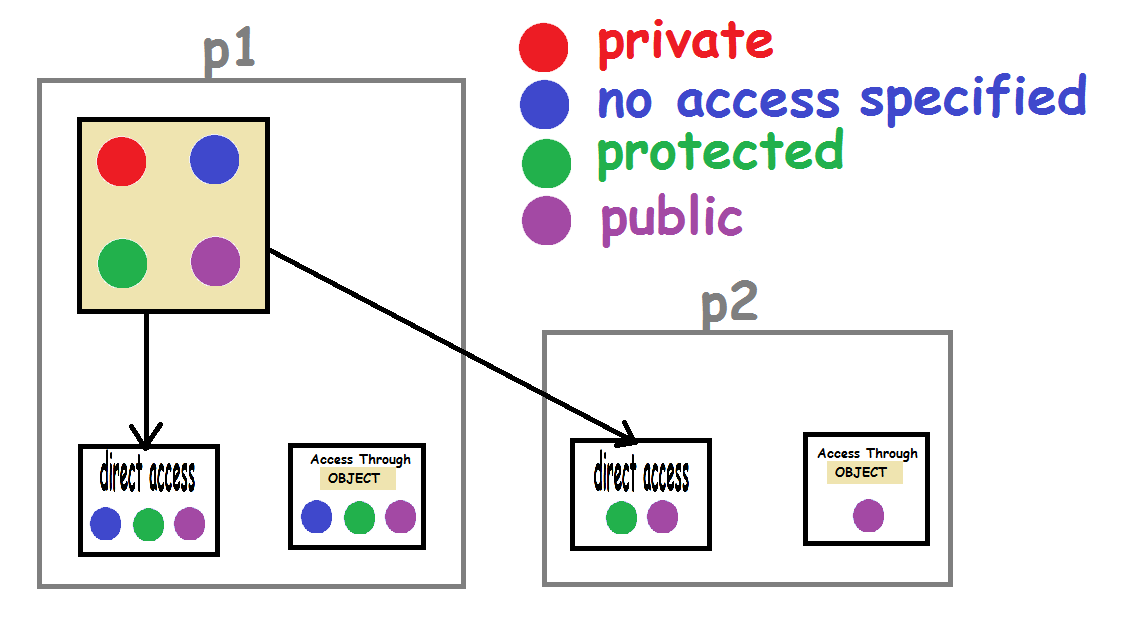 p1
private
no access specified
protected
public
p2
direct access
Access Through
OBJECT
direct access
Access Through
OBJECT